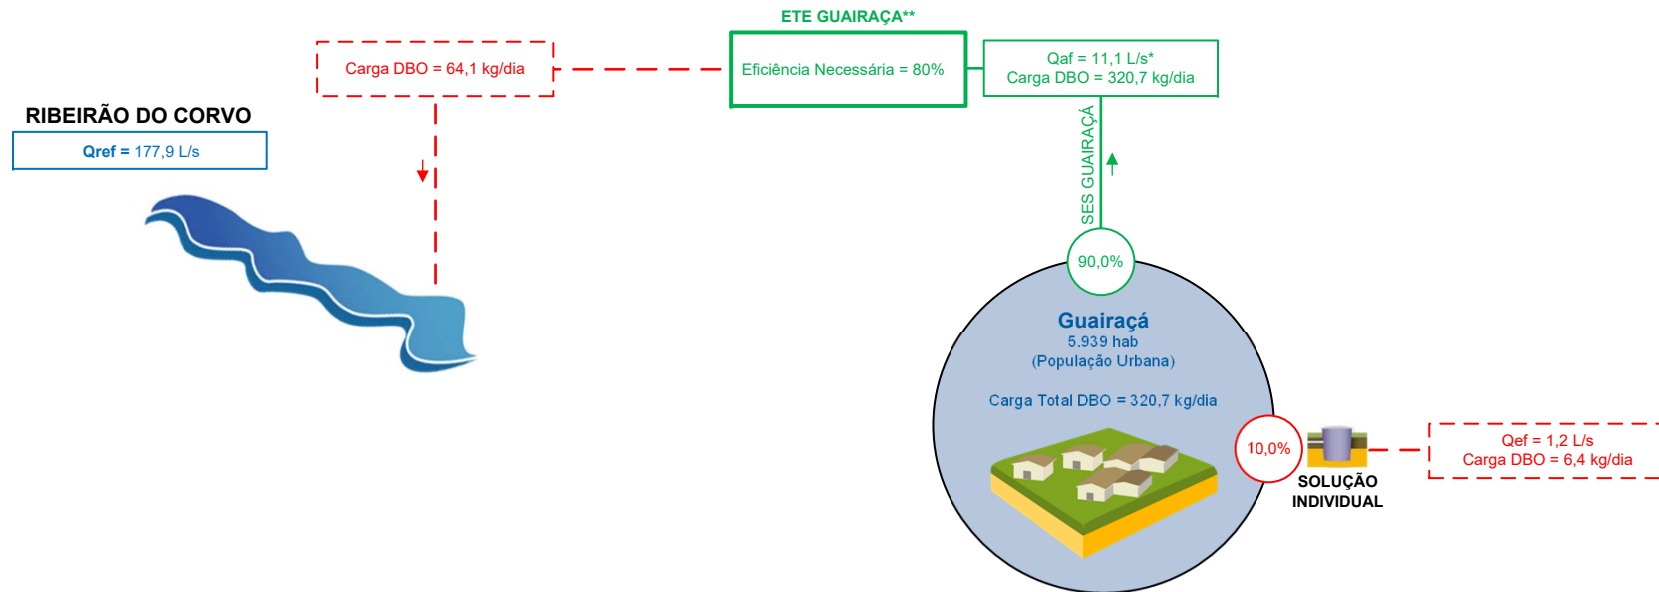 ETE GUAIRAÇA**
Carga DBO = 64,1 kg/dia
Eficiência Necessária = 80%
Qaf = 11,1 L/s*
Carga DBO = 320,7 kg/dia
RIBEIRÃO DO CORVO
Qref = 177,9 L/s
SES GUAIRAÇÁ
90,0%
Guairaçá
5.939 hab
(População Urbana)
Carga Total DBO = 320,7 kg/dia
10,0%
SOLUÇÃO
INDIVIDUAL
Qef = 1,2 L/s
Carga DBO = 6,4 kg/dia